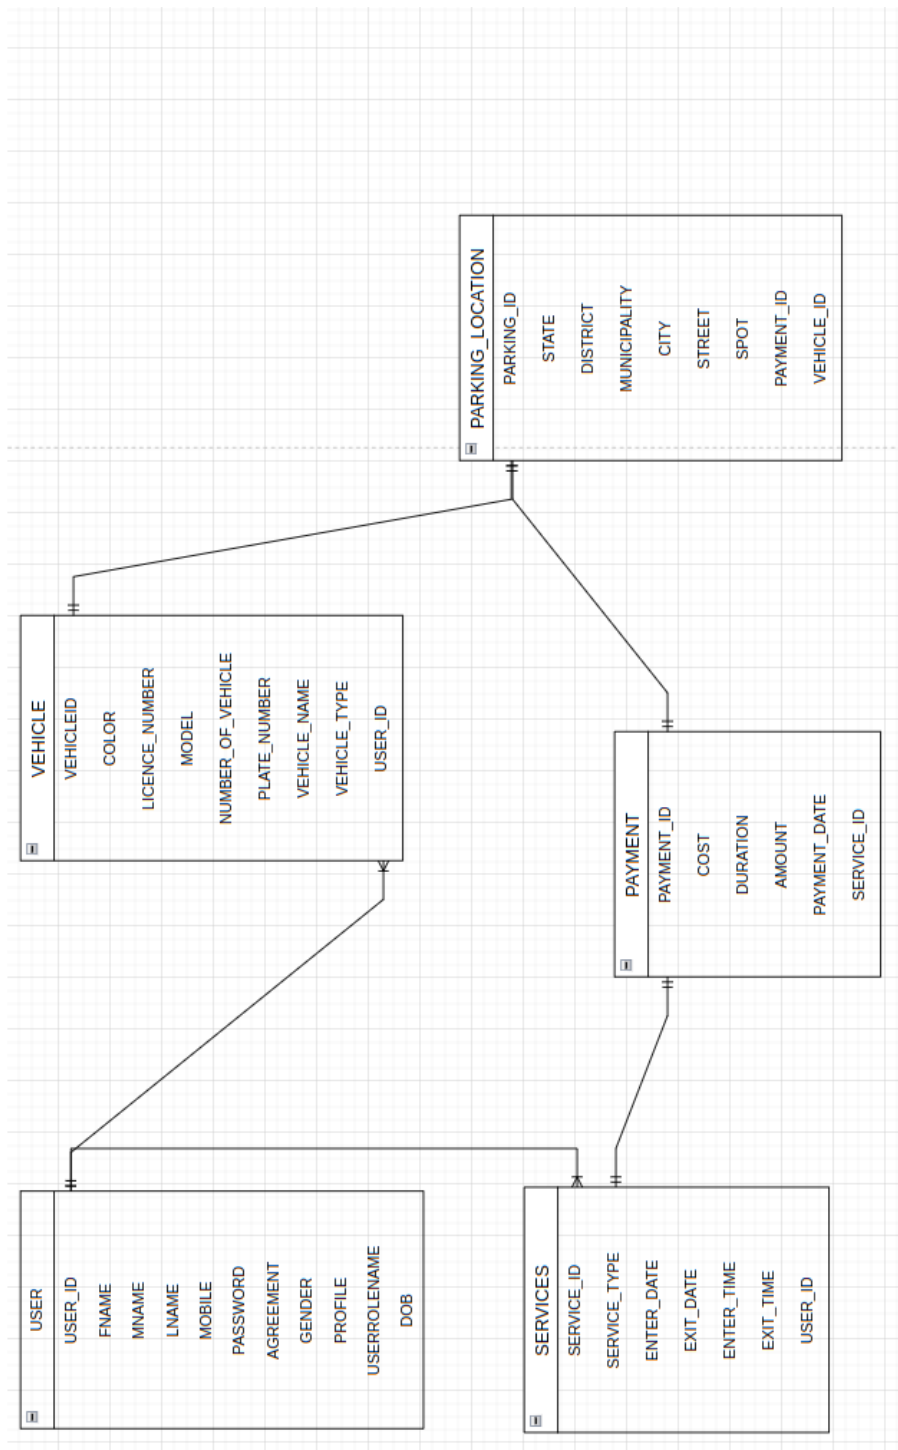 USER
USER_ID
FNAME
MNAME
LNAME
MOBILE
PASSWORD
AGREEMENT
GENDER
PROFILE
USERROLENAME
DOB
VEHICLE
VEHICLEID
COLOR
LICENCE_NUMBER
MODEL
NUMBER_OF_VEHICLE
PLATE_NUMBER
VEHICLE_NAME
VEHICLE_TYPE
USER_ID
PARKING_LOCATION
PARKING_ID
STATE
DISTRICT
MUNICIPALITY
CITY
STREET
SPOT
PAYMENT_ID
VEHICLE_ID
SERVICES
SERVICE_ID
SERVICE_TYPE
ENTER_DATE
EXIT_DATE
ENTER_TIME
EXIT_TIME
USER_ID
PAYMENT
PAYMENT_ID
COST
DURATION
AMOUNT
PAYMENT_DATE
SERVICE_ID